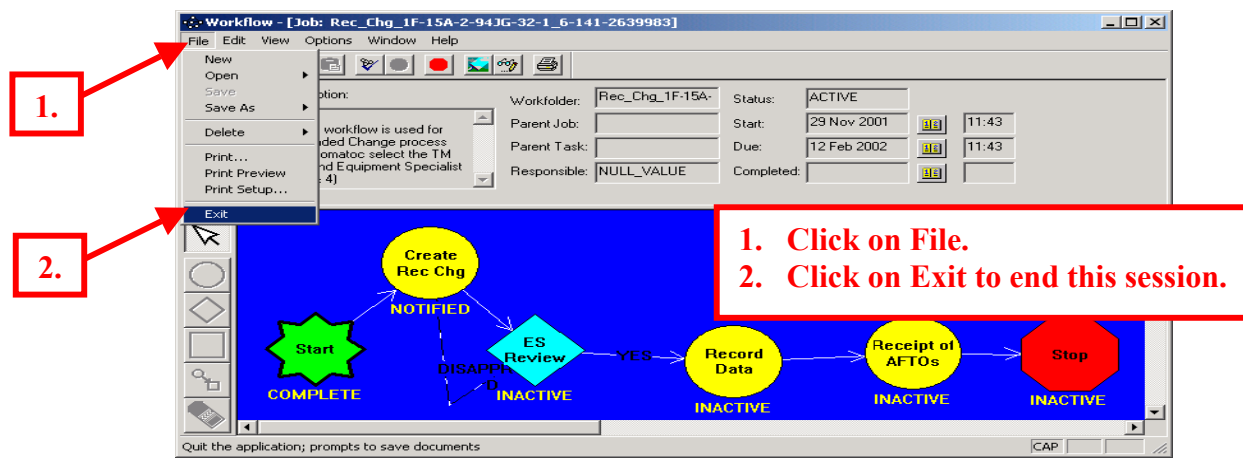 Workflow - [Job: Rec_Chg_1F-15A-2-94JG-32-1_6-141-2639983]
File Edit View Options Window Help
1.
New
Open
Save
Save As
Delete
Print...
Print Preview
Print Setup...
Exit
workflow is used for
Change process
select the TM
Equipment Specialist
4)
Workfolder: Rec_Chg_1F-15A-
Parent Job:
Parent Task:
Responsible: NULL_VALUE
Status: ACTIVE
Start: 29 Nov 2001 11:43
Due: 12 Feb 2002 11:43
Completed:
2.
1. Click on File.
2. Click on Exit to end this session.
Create
Rec Chg
NOTIFIED
Start
COMPLETE
ES
Review
INACTIVE
YES
Record
Data
INACTIVE
Receipt of
AFTOs
INACTIVE
Stop
INACTIVE
Quit the application; prompts to save documents
CAP